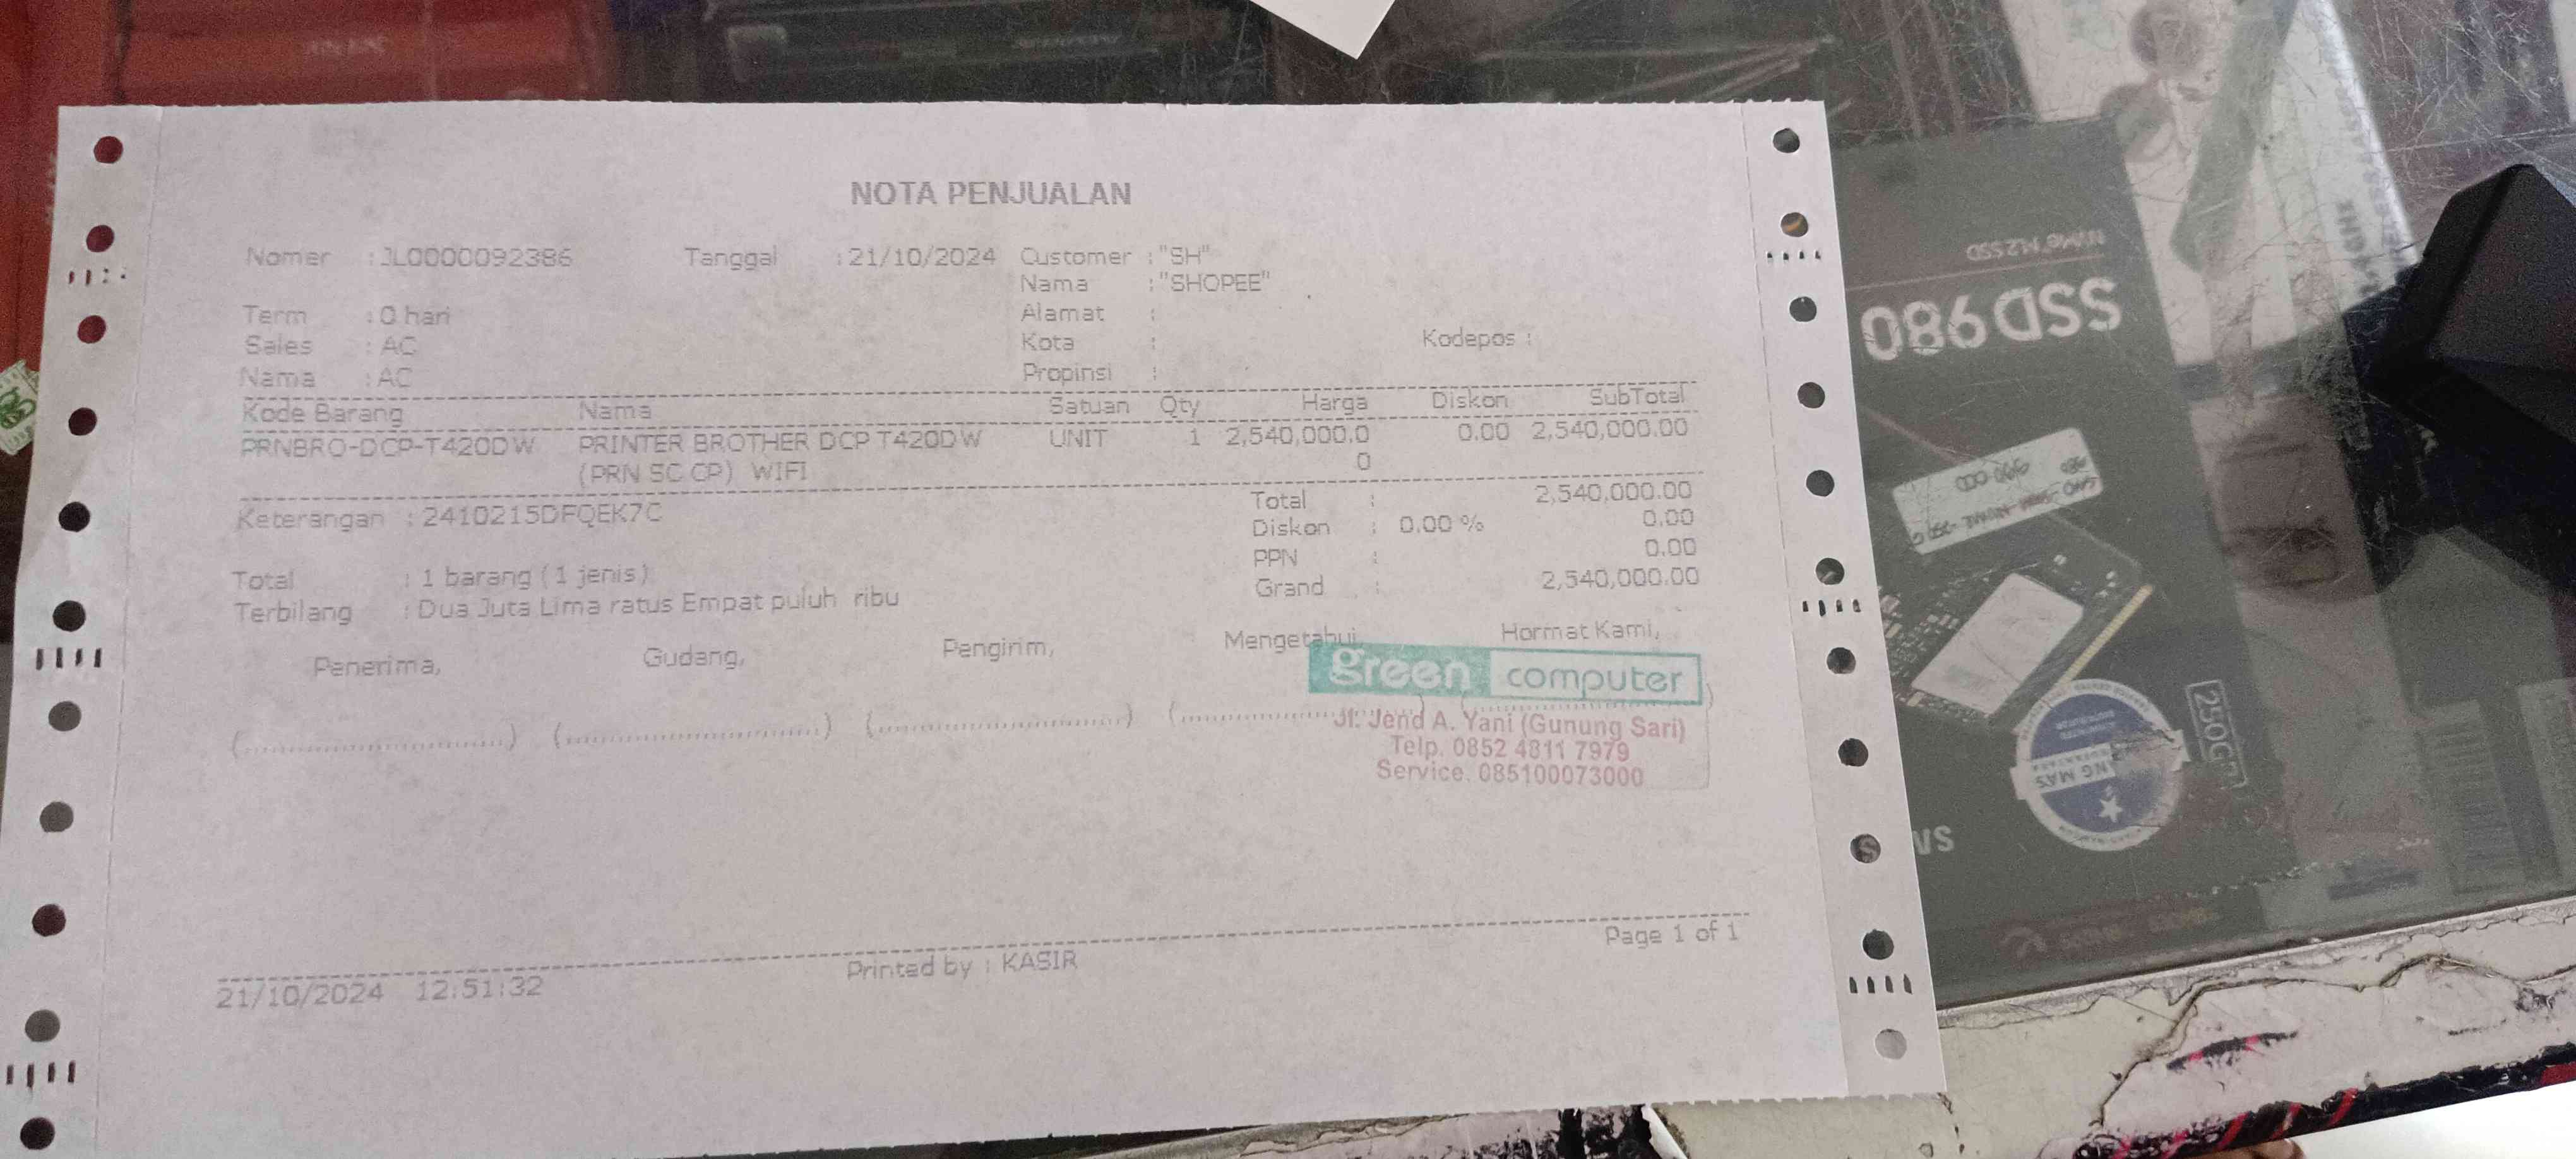 NOTA PENJUALAN
Nomer : JL0000092386 Tanggal : 21/10/2024 Customer : "SH"
Nama : "SHOPEE"
Term : 0 hari Alamat :
Sales : AC Kota : Kodepos :
Nama : AC Propinsi :
Kode Barang Nama Satuan Qty Harga Diskon SubTotal
PRNBRO-DCP-T420DW PRINTER BROTHER DCP T420DW UNIT 1 2,540,000.0 0.00 2,540,000.00
(PRN SC CP) WIFI 0
Total : 2,540,000.00
Keterangan : 2410215DFQEK7C
Diskon : 0.00 % 0.00
PPN : 0.00
Total : 1 barang (1 jenis) Grand : 2,540,000.00
Terbilang : Dua Juta Lima ratus Empat puluh ribu
Penerima, Gudang, Pengirim, Mengetahui, Hormat Kami,
green computer
Jl. Jend A. Yani (Gunung Sari)
Telp. 0852 4811 7979
Service. 085100073000
Page 1 of 1
Printed by : KASIR
21/10/2024 12:51:32
NVMe M.2 SSD
SSD 980
250G